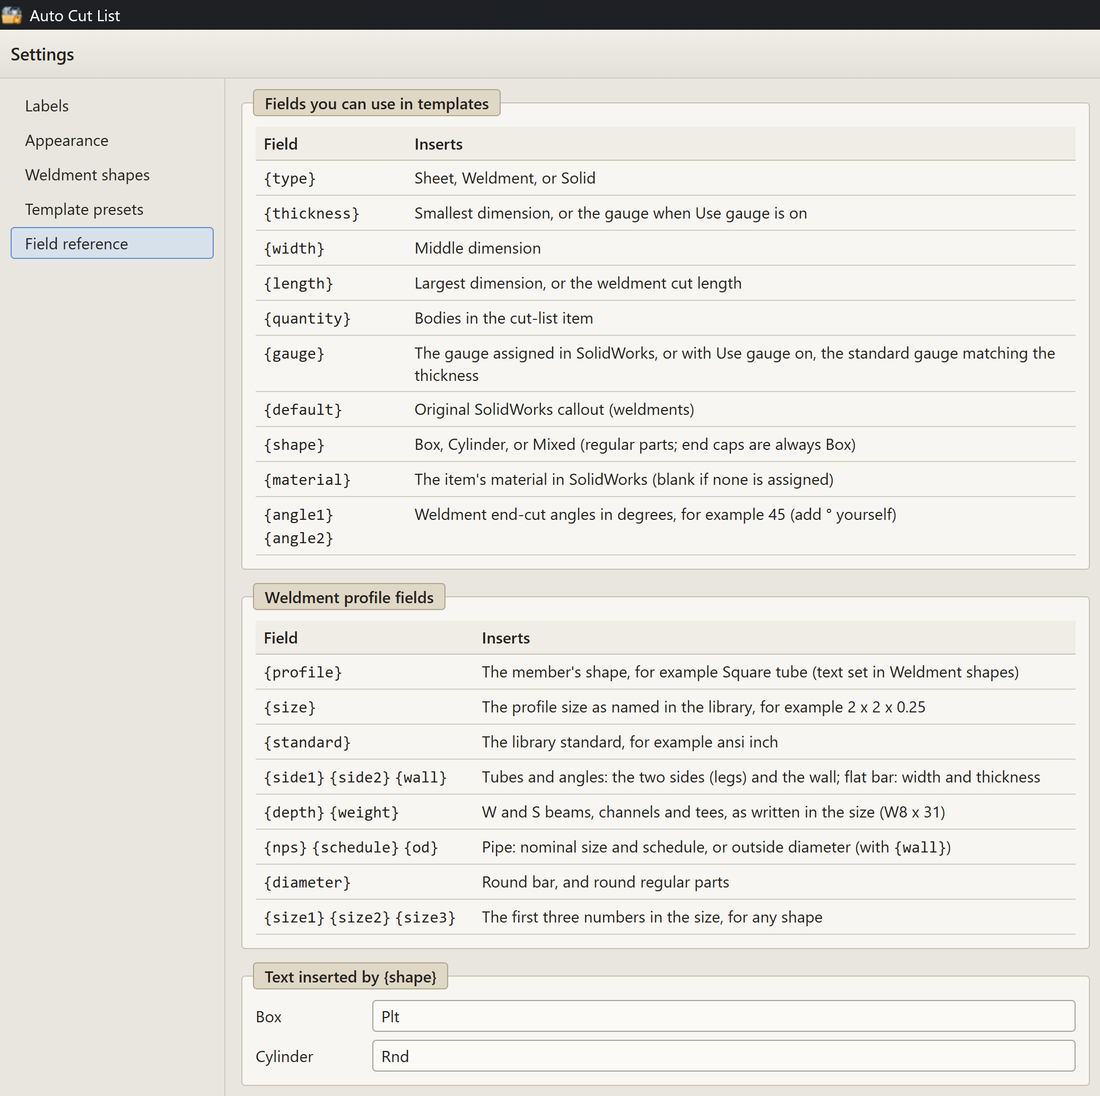 Auto Cut List
Settings
Labels
Appearance
Weldment shapes
Template presets
Field reference
Fields you can use in templates
Field Inserts
{type} Sheet, Weldment, or Solid
{thickness} Smallest dimension, or the gauge when Use gauge is on
{width} Middle dimension
{length} Largest dimension, or the weldment cut length
{quantity} Bodies in the cut-list item
{gauge} The gauge assigned in SolidWorks, or with Use gauge on, the standard gauge matching the
thickness
{default} Original SolidWorks callout (weldments)
{shape} Box, Cylinder, or Mixed (regular parts; end caps are always Box)
{material} The item's material in SolidWorks (blank if none is assigned)
{angle1} Weldment end-cut angles in degrees, for example 45 (add ° yourself)
{angle2}
Weldment profile fields
Field Inserts
{profile} The member's shape, for example Square tube (text set in Weldment shapes)
{size} The profile size as named in the library, for example 2 x 2 x 0.25
{standard} The library standard, for example ansi inch
{side1} {side2} {wall} Tubes and angles: the two sides (legs) and the wall; flat bar: width and thickness
{depth} {weight} W and S beams, channels and tees, as written in the size (W8 x 31)
{nps} {schedule} {od} Pipe: nominal size and schedule, or outside diameter (with {wall})
{diameter} Round bar, and round regular parts
{size1} {size2} {size3} The first three numbers in the size, for any shape
Text inserted by {shape}
Box Plt
Cylinder Rnd